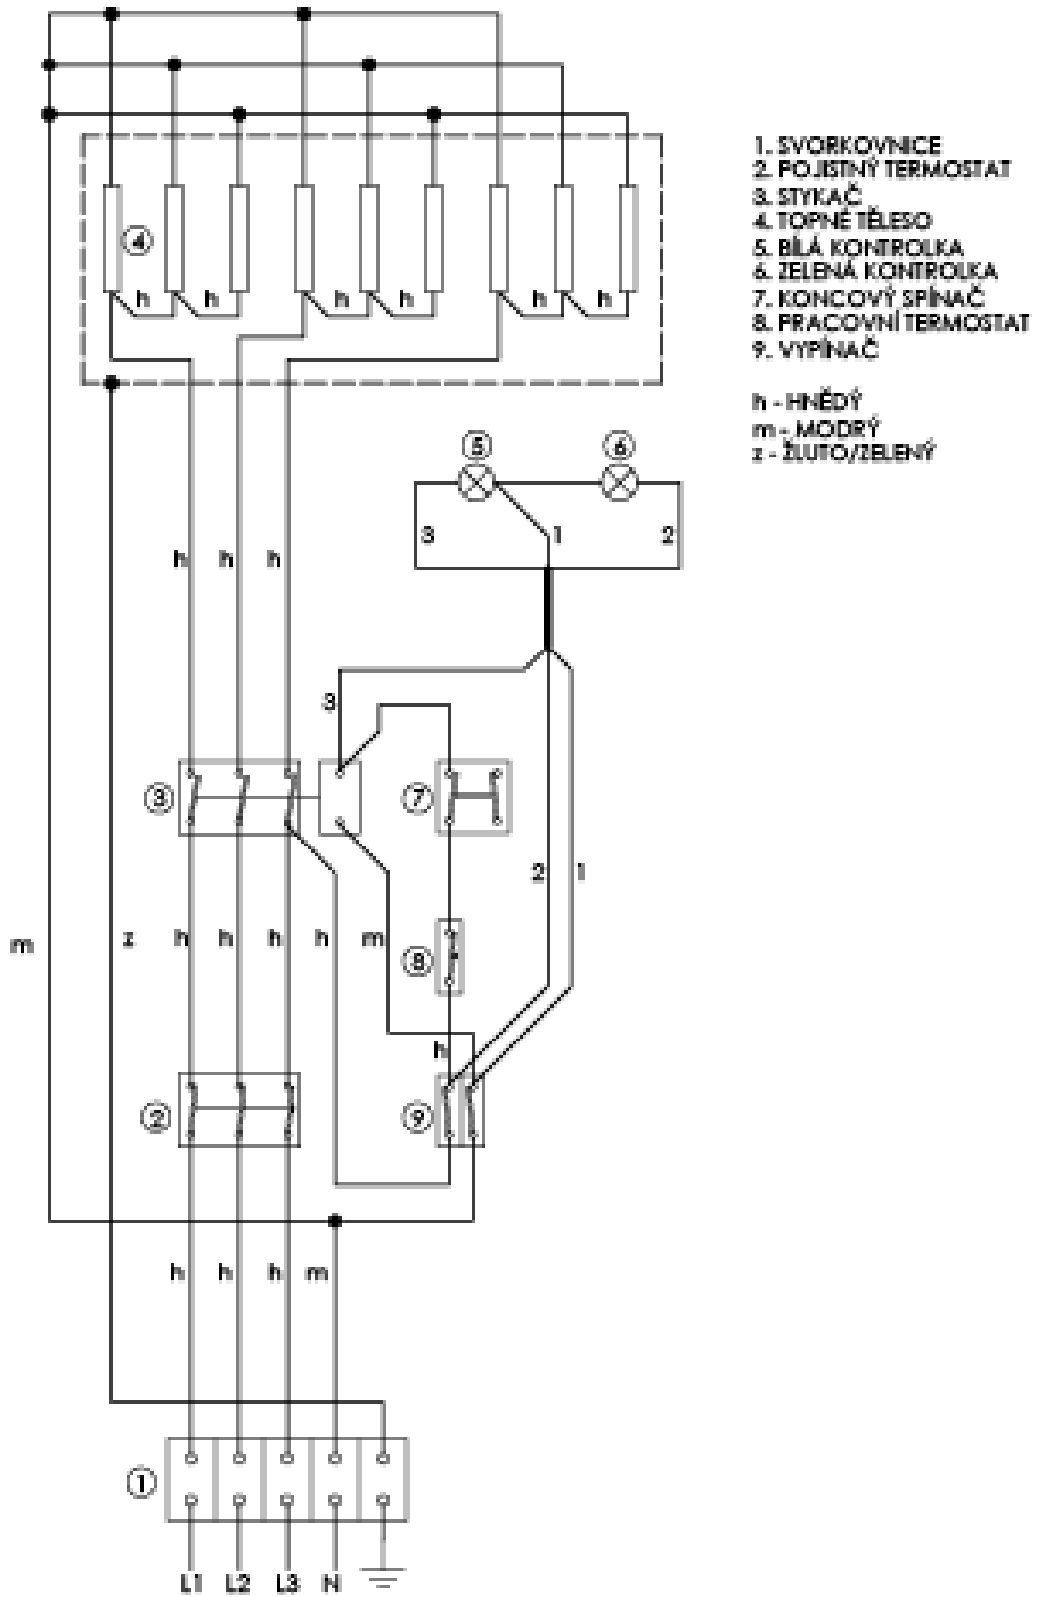 1. SVORKOVNICE
2. POJISTNÝ TERMOSTAT
3. STYKAČ
4. TOPNÉ TĚLESO
5. BÍLÁ KONTROLKA
6. ZELENÁ KONTROLKA
7. KONCOVÝ SPÍNAČ
8. PRACOVNÍ TERMOSTAT
9. VYPÍNAČ
h - HNĚDÝ
m - MODRÝ
z - ŽLUTO/ZELENÝ
4
h h h h h h
5 6
3 1 2
h h h
3
3 7
2 1
m z h h h h m 8
h
2 9
h h h m
1
L1 L2 L3 N